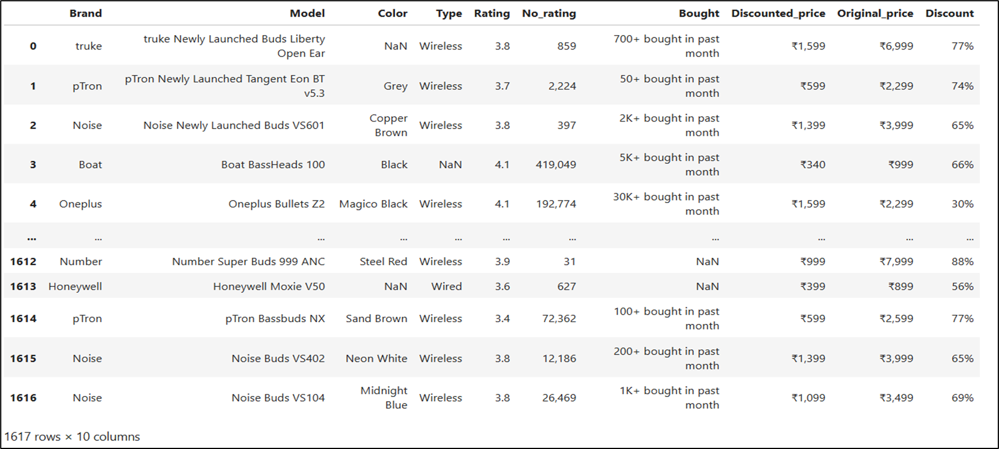 Brand Model Color Type Rating No_rating Bought Discounted_price Original_price Discount
0 truke truke Newly Launched Buds Liberty Open Ear NaN Wireless 3.8 859 700+ bought in past month ₹1,599 ₹6,999 77%
1 pTron pTron Newly Launched Tangent Eon BT v5.3 Grey Wireless 3.7 2,224 50+ bought in past month ₹599 ₹2,299 74%
2 Noise Noise Newly Launched Buds VS601 Copper Brown Wireless 3.8 397 2K+ bought in past month ₹1,399 ₹3,999 65%
3 Boat Boat BassHeads 100 Black NaN 4.1 419,049 5K+ bought in past month ₹340 ₹999 66%
4 Oneplus Oneplus Bullets Z2 Magico Black Wireless 4.1 192,774 30K+ bought in past month ₹1,599 ₹2,299 30%
... ... ... ... ... ... ... ... ... ... ...
1612 Number Number Super Buds 999 ANC Steel Red Wireless 3.9 31 NaN ₹999 ₹7,999 88%
1613 Honeywell Honeywell Moxie V50 NaN Wired 3.6 627 NaN ₹399 ₹899 56%
1614 pTron pTron Bassbuds NX Sand Brown Wireless 3.4 72,362 100+ bought in past month ₹599 ₹2,599 77%
1615 Noise Noise Buds VS402 Neon White Wireless 3.8 12,186 200+ bought in past month ₹1,399 ₹3,999 65%
1616 Noise Noise Buds VS104 Midnight Blue Wireless 3.8 26,469 1K+ bought in past month ₹1,099 ₹3,499 69%
1617 rows × 10 columns